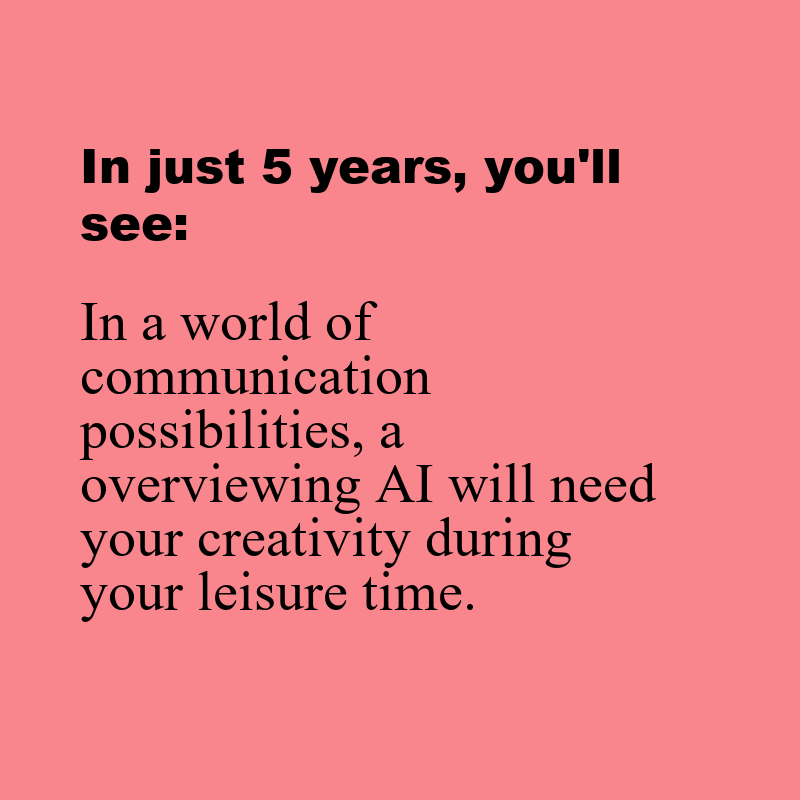 In just 5 years, you'll
see:
In a world of
communication
possibilities, a
overviewing AI will need
your creativity during
your leisure time.